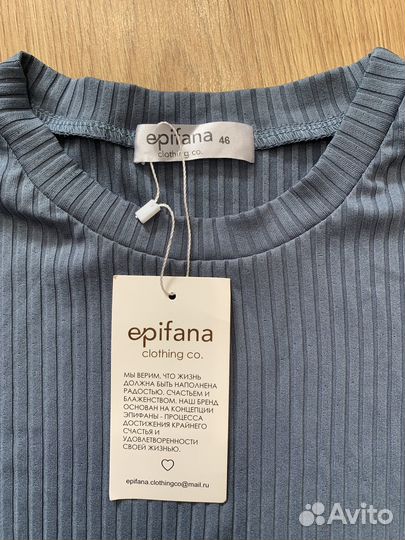 epifana 46
clothing co.
epifana
clothing co.
МЫ ВЕРИМ, ЧТО ЖИЗНЬ
ДОЛЖНА БЫТЬ НАПОЛНЕНА
РАДОСТЬЮ, СЧАСТЬЕМ И
БЛАЖЕНСТВОМ. НАШ БРЕНД
ОСНОВАН НА КОНЦЕПЦИИ
ЭПИФАНЫ - ПРОЦЕССА
ДОСТИЖЕНИЯ КРАЙНЕГО
СЧАСТЬЯ И
УДОВЛЕТВОРЕННОСТИ
СВОЕЙ ЖИЗНЬЮ.
epifana.clothingco@mail.ru
Avito